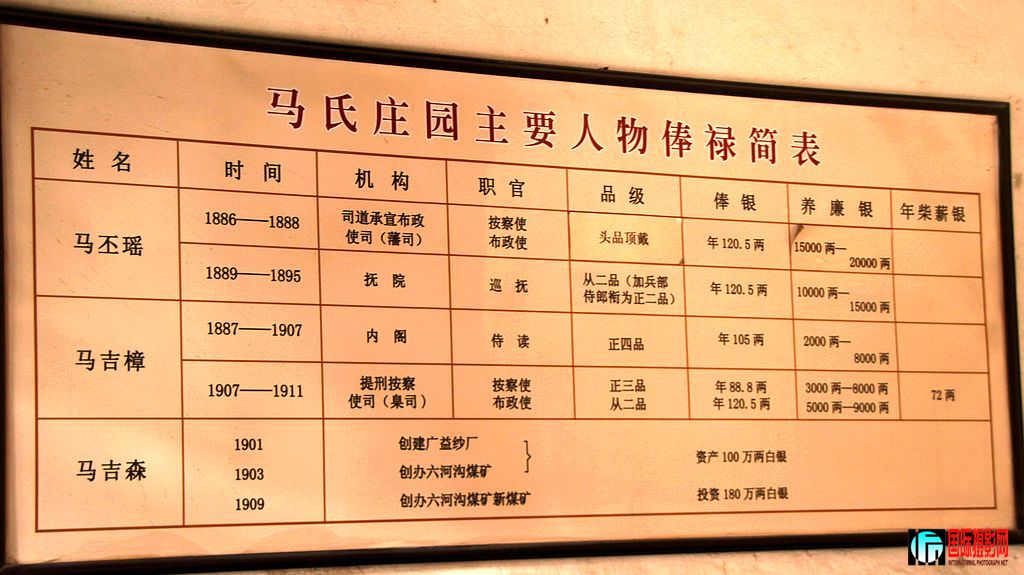 马氏庄园主要人物俸禄简表
姓名 时间 机构 职官 品级 俸银 养廉银 年柴薪银
马丕瑶
1886——1888 司道承宣布政
使司（藩司） 按察使
布政使 头品顶戴 年120.5两 15000两—
20000两
1889——1895 抚院 巡抚 从二品（加兵部
侍郎衔为正二品） 年120.5两 10000两—
15000两
马吉樟
1887——1907 内阁 侍读 正四品 年105两 2000两—
8000两
1907——1911 提刑按察
使司（臬司） 按察使
布政使 正三品
从二品 年88.8两
年120.5两 3000两—8000两
5000两—9000两 72两
马吉森
1901 创建广益纱厂
1903 创办六河沟煤矿 资产100万两白银
1909 创办六河沟煤矿新煤矿 投资180万两白银
国际摄影网
INTERNATIONAL PHOTOGRAPH.NET